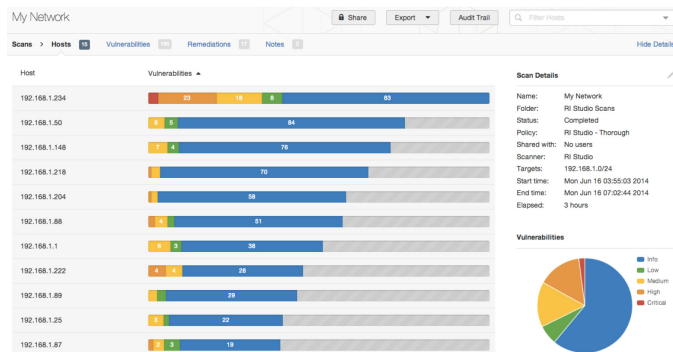 My Network
Share Export Audit Trail Filter Hosts
Scans > Hosts 15 Vulnerabilities Remediations 17 Notes Hide Details
Host Vulnerabilities Scan Details
192.168.1.234 23 18 8 83
192.168.1.50 6 5 84
192.168.1.148 7 4 76
192.168.1.218 70
192.168.1.204 58
192.168.1.88 4 51
192.168.1.1 6 3 38
192.168.1.222 4 4 26
192.168.1.89 29
192.168.1.25 22
192.168.1.87 2 3 19
Name: My Network
Folder: RI Studio Scans
Status: Completed
Policy: RI Studio - Thorough
Shared with: No users
Scanner: RI Studio
Targets: 192.168.1.0/24
Start time: Mon Jun 16 03:55:03 2014
End time: Mon Jun 16 07:02:44 2014
Elapsed: 3 hours
Vulnerabilities
Info
Low
Medium
High
Critical